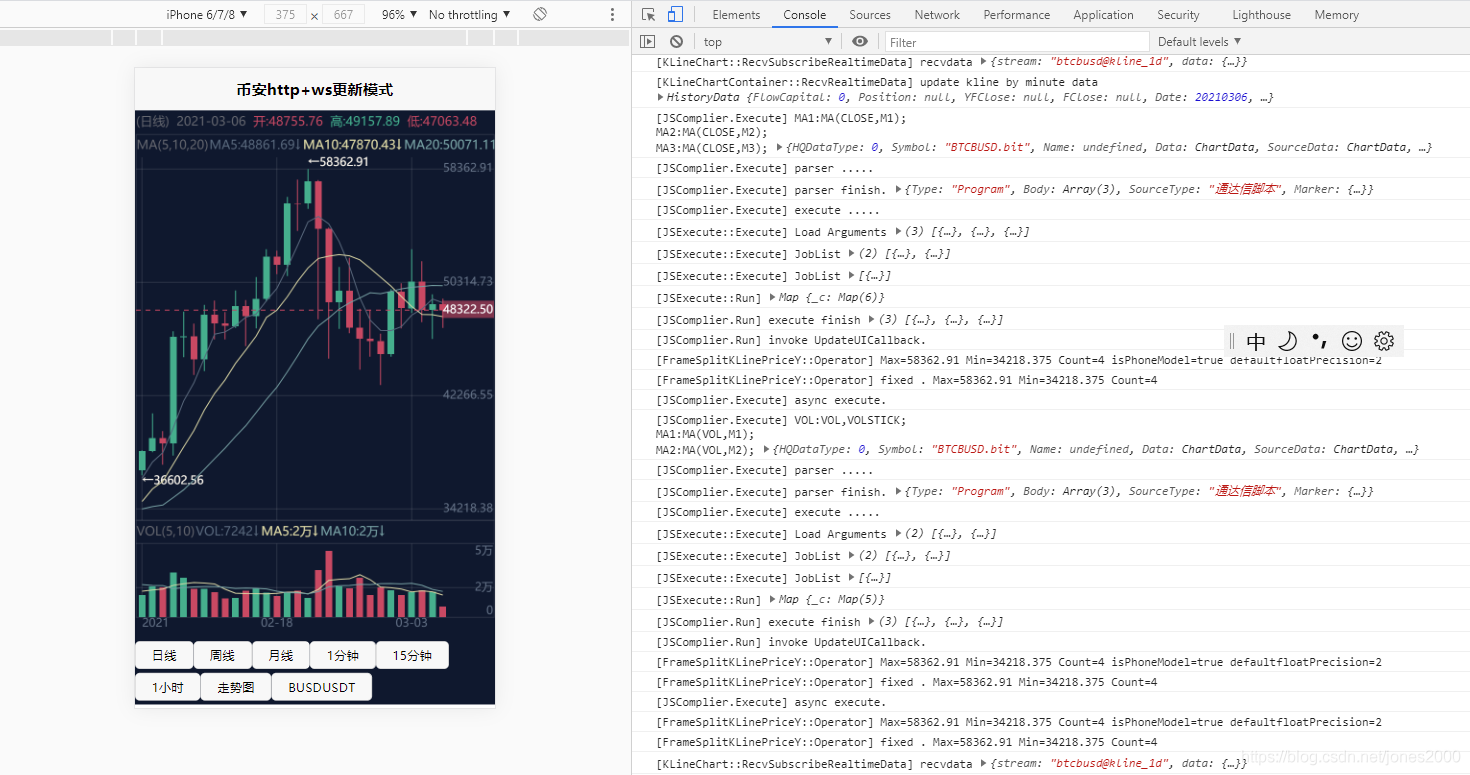 iPhone 6/7/8 ▼ 375 × 667 96% ▼ No throttling ▼
币安http+ws更新模式
(日线) 2021-03-06 开:48755.76 高:49157.89 低:47063.48
MA(5,10,20) MA5:48861.69↓ MA10:47870.43↓ MA20:50071.11
←58362.91
58362.91
50314.73
48322.50
42266.55
←36602.56
34218.38
VOL(5,10) VOL:7242↓ MA5:2万↓ MA10:2万↓
5万
2万
0
2021 02-18 03-03
日线 周线 月线 1分钟 15分钟
1小时 走势图 BUSDUSDT
Elements Console Sources Network Performance Application Security Lighthouse Memory
top ▼ Filter Default levels ▼
[KLineChart::RecvSubscribeRealtimeData] recvdata ▶{stream: "btcbusd@kline_1d", data: {…}}
[KLineChartContainer::RecvRealtimeData] update kline by minute data
▶HistoryData {FlowCapital: 0, Position: null, YFClose: null, FClose: null, Date: 20210306, …}
[JSComplier.Execute] MA1:MA(CLOSE,M1);
MA2:MA(CLOSE,M2);
MA3:MA(CLOSE,M3); ▶{HQDataType: 0, Symbol: "BTCBUSD.bit", Name: undefined, Data: ChartData, SourceData: ChartData, …}
[JSComplier.Execute] parser .....
[JSComplier.Execute] parser finish. ▶{Type: "Program", Body: Array(3), SourceType: "通达信脚本", Marker: {…}}
[JSComplier.Execute] execute .....
[JSExecute::Execute] Load Arguments ▶(3) [{…}, {…}, {…}]
[JSExecute::Execute] JobList ▶(2) [{…}, {…}]
[JSExecute::Execute] JobList ▶[{…}]
[JSExecute::Run] ▶Map {_c: Map(6)}
[JSComplier.Run] execute finish ▶(3) [{…}, {…}, {…}]
[JSComplier.Run] invoke UpdateUICallback.
中
[FrameSplitKLinePriceY::Operator] Max=58362.91 Min=34218.375 Count=4 isPhoneModel=true defaultfloatPrecision=2
[FrameSplitKLinePriceY::Operator] fixed . Max=58362.91 Min=34218.375 Count=4
[JSComplier.Execute] async execute.
[JSComplier.Execute] VOL:VOL,VOLSTICK;
MA1:MA(VOL,M1);
MA2:MA(VOL,M2); ▶{HQDataType: 0, Symbol: "BTCBUSD.bit", Name: undefined, Data: ChartData, SourceData: ChartData, …}
[JSComplier.Execute] parser .....
[JSComplier.Execute] parser finish. ▶{Type: "Program", Body: Array(3), SourceType: "通达信脚本", Marker: {…}}
[JSComplier.Execute] execute .....
[JSExecute::Execute] Load Arguments ▶(2) [{…}, {…}]
[JSExecute::Execute] JobList ▶(2) [{…}, {…}]
[JSExecute::Execute] JobList ▶[{…}]
[JSExecute::Run] ▶Map {_c: Map(5)}
[JSComplier.Run] execute finish ▶(3) [{…}, {…}, {…}]
[JSComplier.Run] invoke UpdateUICallback.
[FrameSplitKLinePriceY::Operator] Max=58362.91 Min=34218.375 Count=4 isPhoneModel=true defaultfloatPrecision=2
[FrameSplitKLinePriceY::Operator] fixed . Max=58362.91 Min=34218.375 Count=4
[JSComplier.Execute] async execute.
[FrameSplitKLinePriceY::Operator] Max=58362.91 Min=34218.375 Count=4 isPhoneModel=true defaultfloatPrecision=2
[FrameSplitKLinePriceY::Operator] fixed . Max=58362.91 Min=34218.375 Count=4
[KLineChart::RecvSubscribeRealtimeData] recvdata ▶{stream: "btcbusd@kline_1d", data: {…}}
https://blog.csdn.net/jones2000